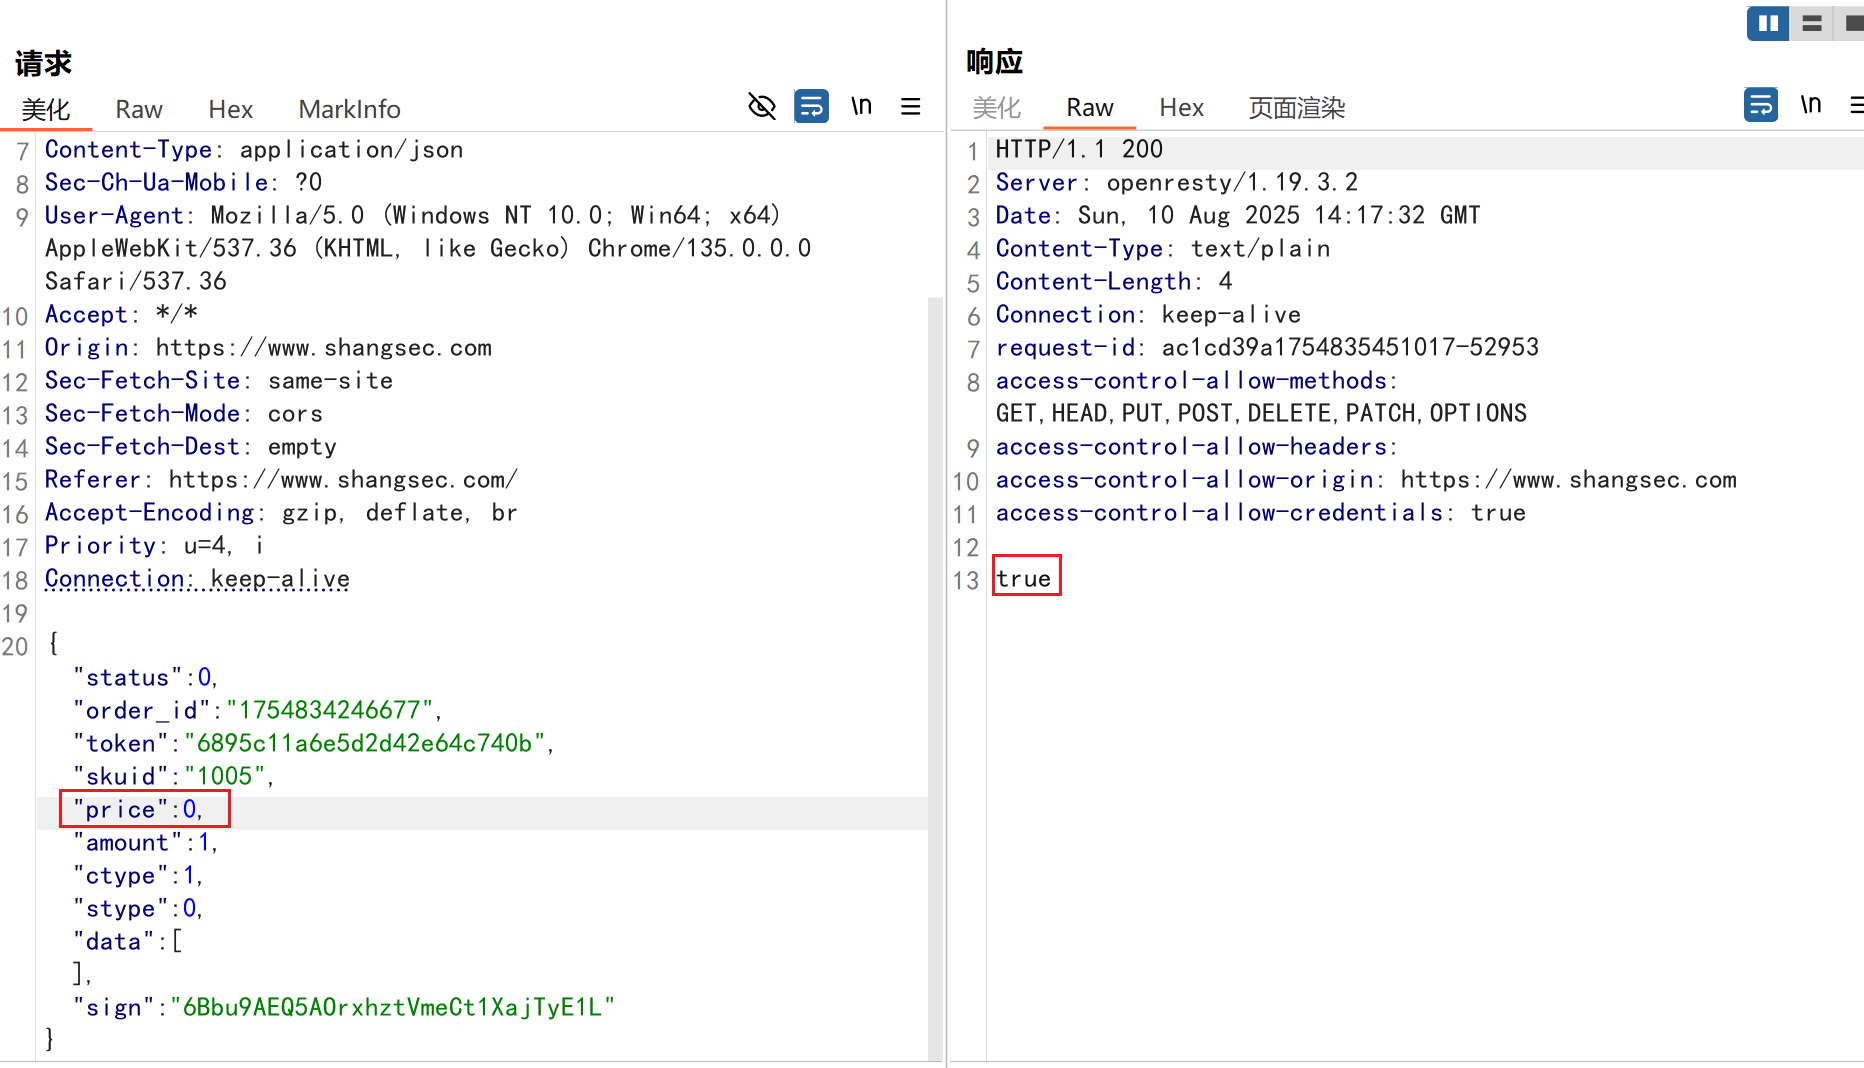 请求
美化 Raw Hex MarkInfo \n
7 Content-Type: application/json
8 Sec-Ch-Ua-Mobile: ?0
9 User-Agent: Mozilla/5.0 (Windows NT 10.0; Win64; x64)
AppleWebKit/537.36 (KHTML, like Gecko) Chrome/135.0.0.0
Safari/537.36
10 Accept: */*
11 Origin: https://www.shangsec.com
12 Sec-Fetch-Site: same-site
13 Sec-Fetch-Mode: cors
14 Sec-Fetch-Dest: empty
15 Referer: https://www.shangsec.com/
16 Accept-Encoding: gzip, deflate, br
17 Priority: u=4, i
18 Connection: keep-alive
19
20 {
"status":0,
"order_id":"1754834246677",
"token":"6895c11a6e5d2d42e64c740b",
"skuid":"1005",
"price":0,
"amount":1,
"ctype":1,
"stype":0,
"data":[
],
"sign":"6Bbu9AEQ5AOrxhztVmeCt1XajTyE1L"
}
响应
美化 Raw Hex 页面渲染 \n
1 HTTP/1.1 200
2 Server: openresty/1.19.3.2
3 Date: Sun, 10 Aug 2025 14:17:32 GMT
4 Content-Type: text/plain
5 Content-Length: 4
6 Connection: keep-alive
7 request-id: ac1cd39a1754835451017-52953
8 access-control-allow-methods:
GET,HEAD,PUT,POST,DELETE,PATCH,OPTIONS
9 access-control-allow-headers:
10 access-control-allow-origin: https://www.shangsec.com
11 access-control-allow-credentials: true
12
13 true